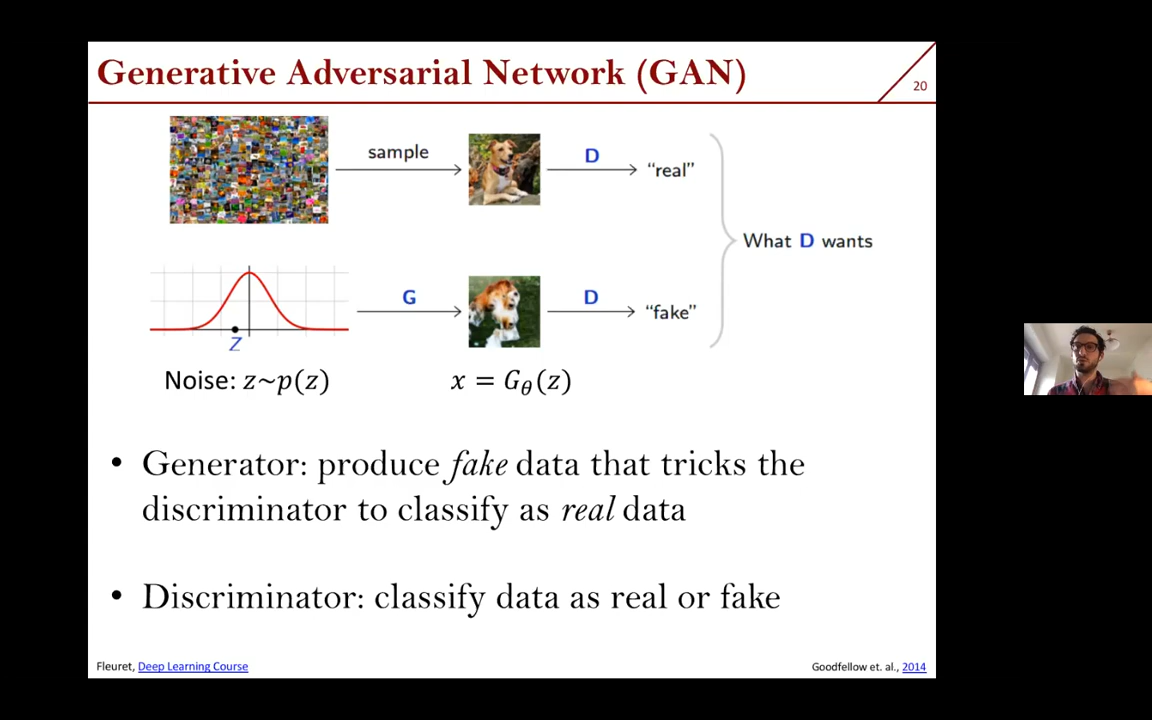 Generative Adversarial Network (GAN)
20
sample
D
“real”
What D wants
G
D
“fake”
Z
Noise: z~p(z)
x = Gθ(z)
• Generator: produce fake data that tricks the
discriminator to classify as real data
• Discriminator: classify data as real or fake
Fleuret, Deep Learning Course
Goodfellow et. al., 2014